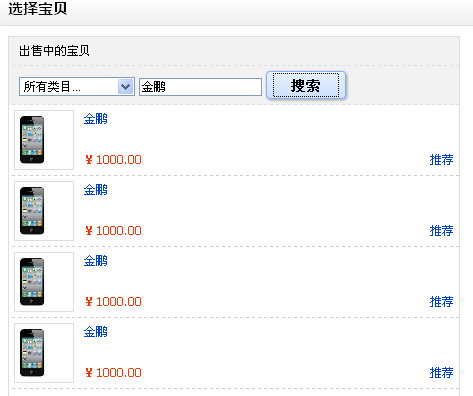 选择宝贝
出售中的宝贝
所有类目... 金鹏 搜索
金鹏
¥ 1000.00 推荐
金鹏
¥ 1000.00 推荐
金鹏
¥ 1000.00 推荐
金鹏
¥ 1000.00 推荐